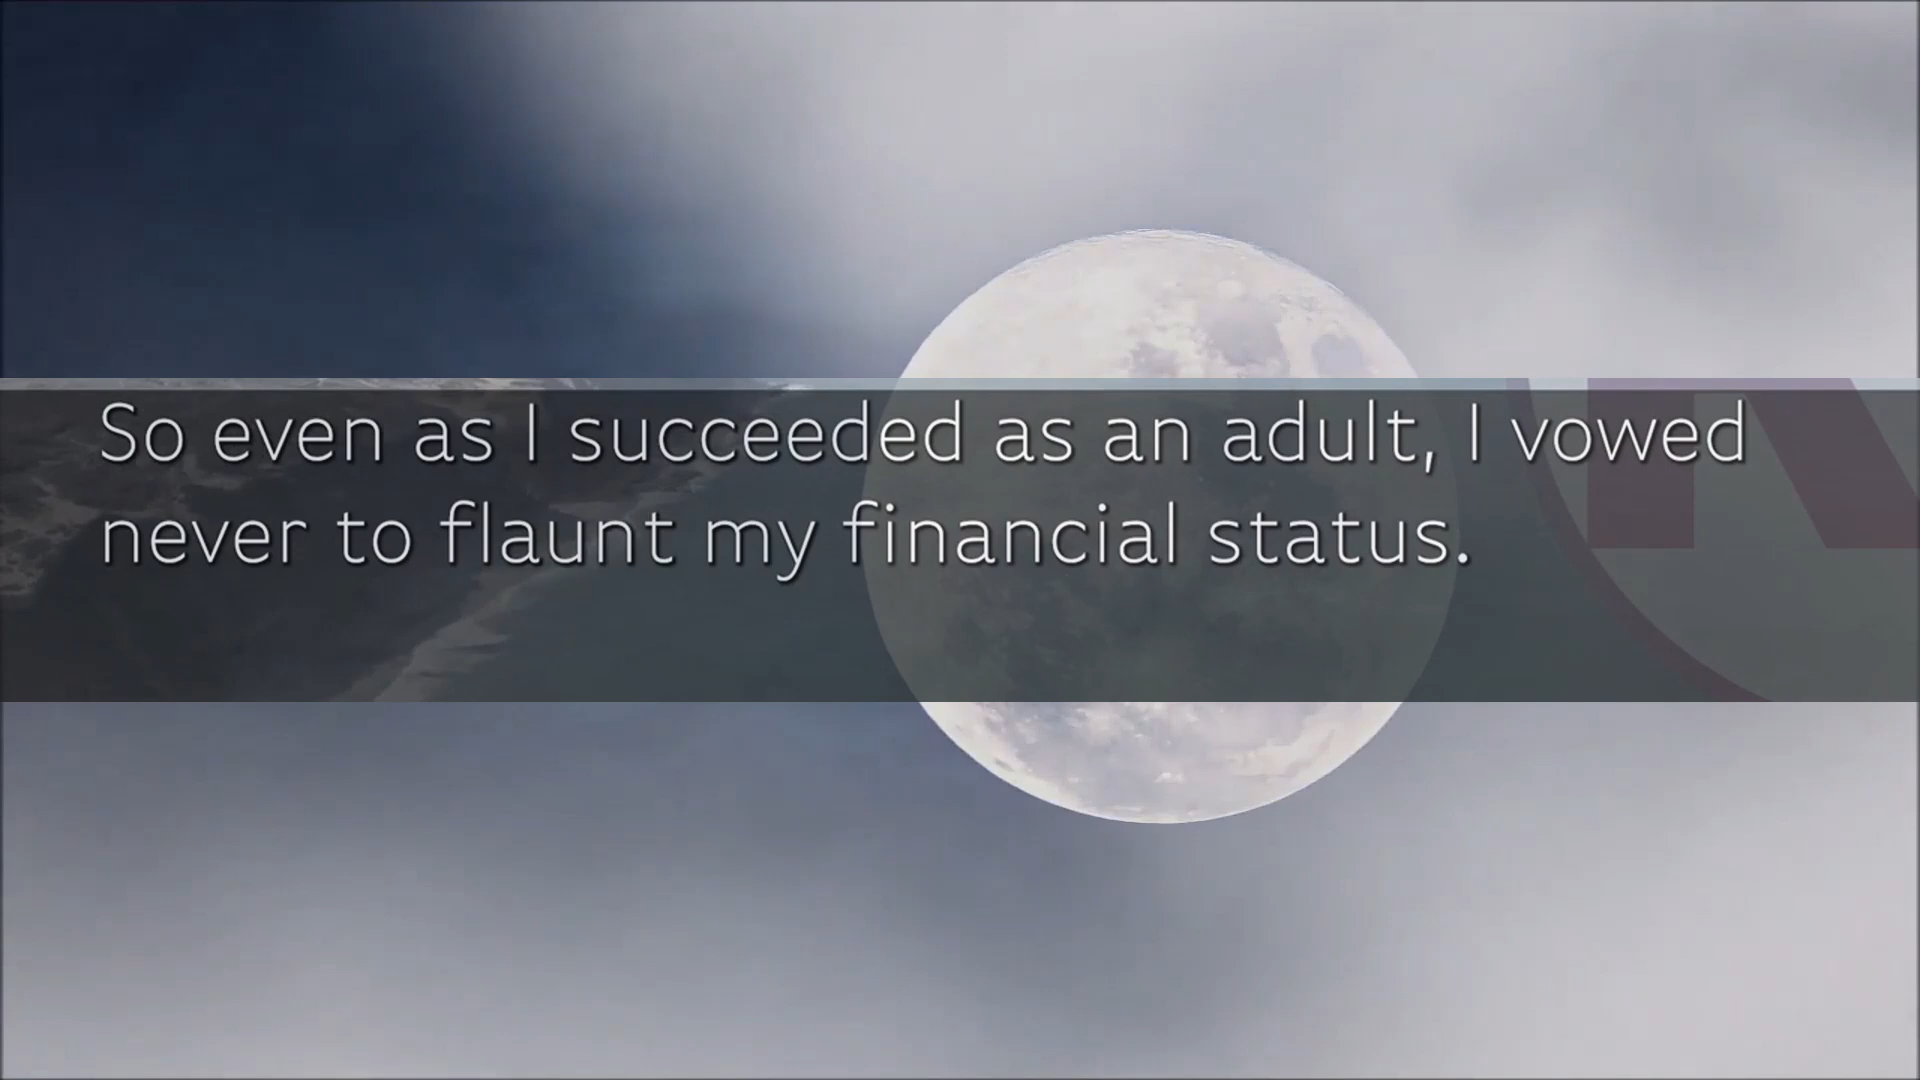 So even as I succeeded as an adult, I vowed
never to flaunt my financial status.